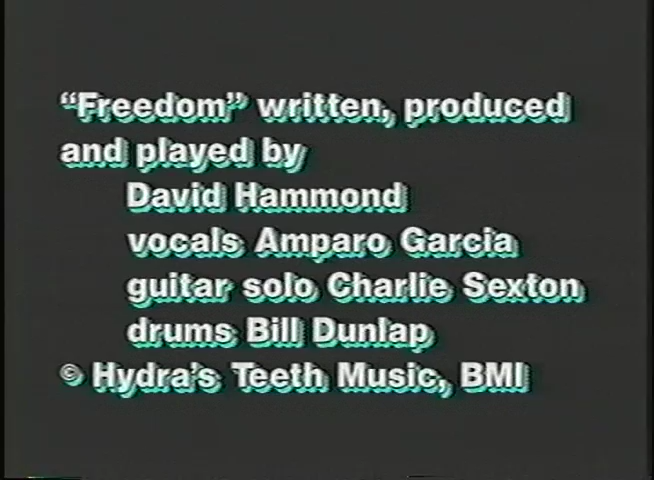 “Freedom” written, produced
and played by
David Hammond
vocals Amparo Garcia
guitar solo Charlie Sexton
drums Bill Dunlap
© Hydra's Teeth Music, BMI